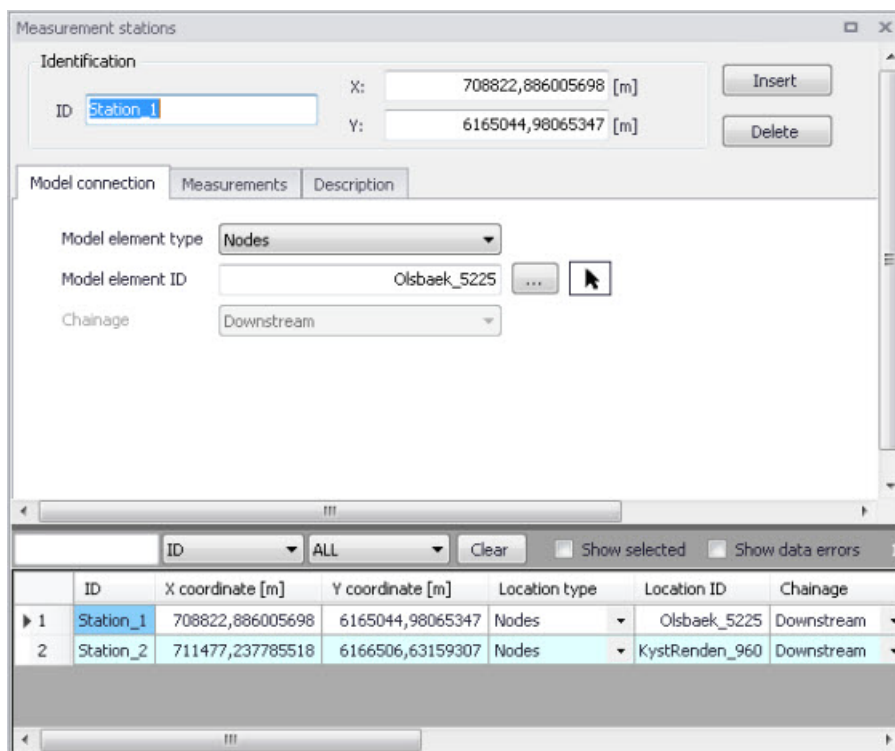 Measurement stations
Identification
ID Station_1
X: 708822,886005698 [m]
Y: 6165044,98065347 [m]
Insert
Delete
Model connection Measurements Description
Model element type Nodes
Model element ID Olsbaek_5225 ...
Chainage Downstream
ID ALL Clear Show selected Show data errors
ID X coordinate [m] Y coordinate [m] Location type Location ID Chainage
1 Station_1 708822,886005698 6165044,98065347 Nodes Olsbaek_5225 Downstream
2 Station_2 711477,237785518 6166506,63159307 Nodes KystRenden_960 Downstream